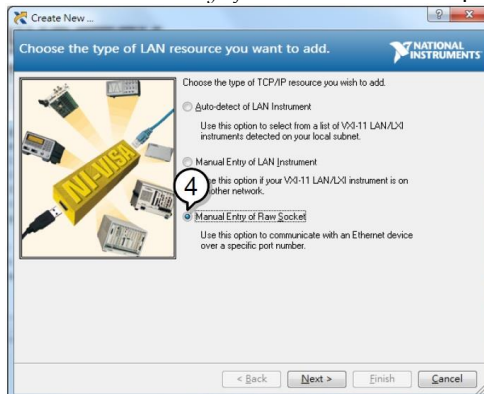 Create New ...
Choose the type of LAN resource you want to add.
NATIONAL
INSTRUMENTS
Choose the type of TCP/IP resource you wish to add.
Auto-detect of LAN Instrument
Use this option to select from a list of VXI-11 LAN/LXI
instruments detected on your local subnet.
Manual Entry of LAN Instrument
this option if your VXI-11 LAN/LXI instrument is on
other network.
4
Manual Entry of Raw Socket
Use this option to communicate with an Ethernet device
over a specific port number.
NI-VISA
< Back
Next >
Finish
Cancel